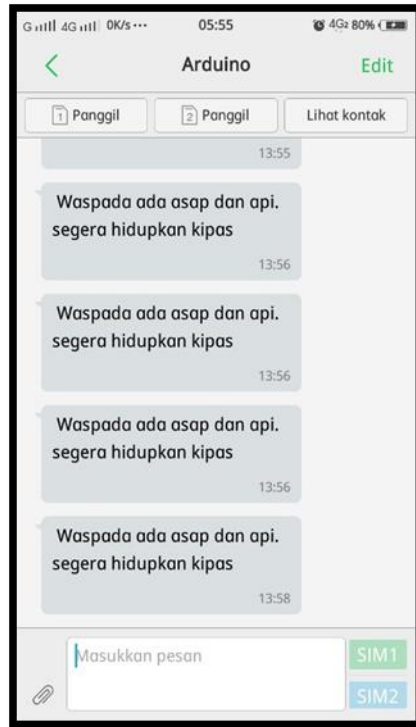 G 4G 0K/s ··· 05:55 4G2 80%
Arduino Edit
1 Panggil 2 Panggil Lihat kontak
13:55
Waspada ada asap dan api.
segera hidupkan kipas
13:56
Waspada ada asap dan api.
segera hidupkan kipas
13:56
Waspada ada asap dan api.
segera hidupkan kipas
13:56
Waspada ada asap dan api.
segera hidupkan kipas
13:58
Masukkan pesan
SIM1
SIM2